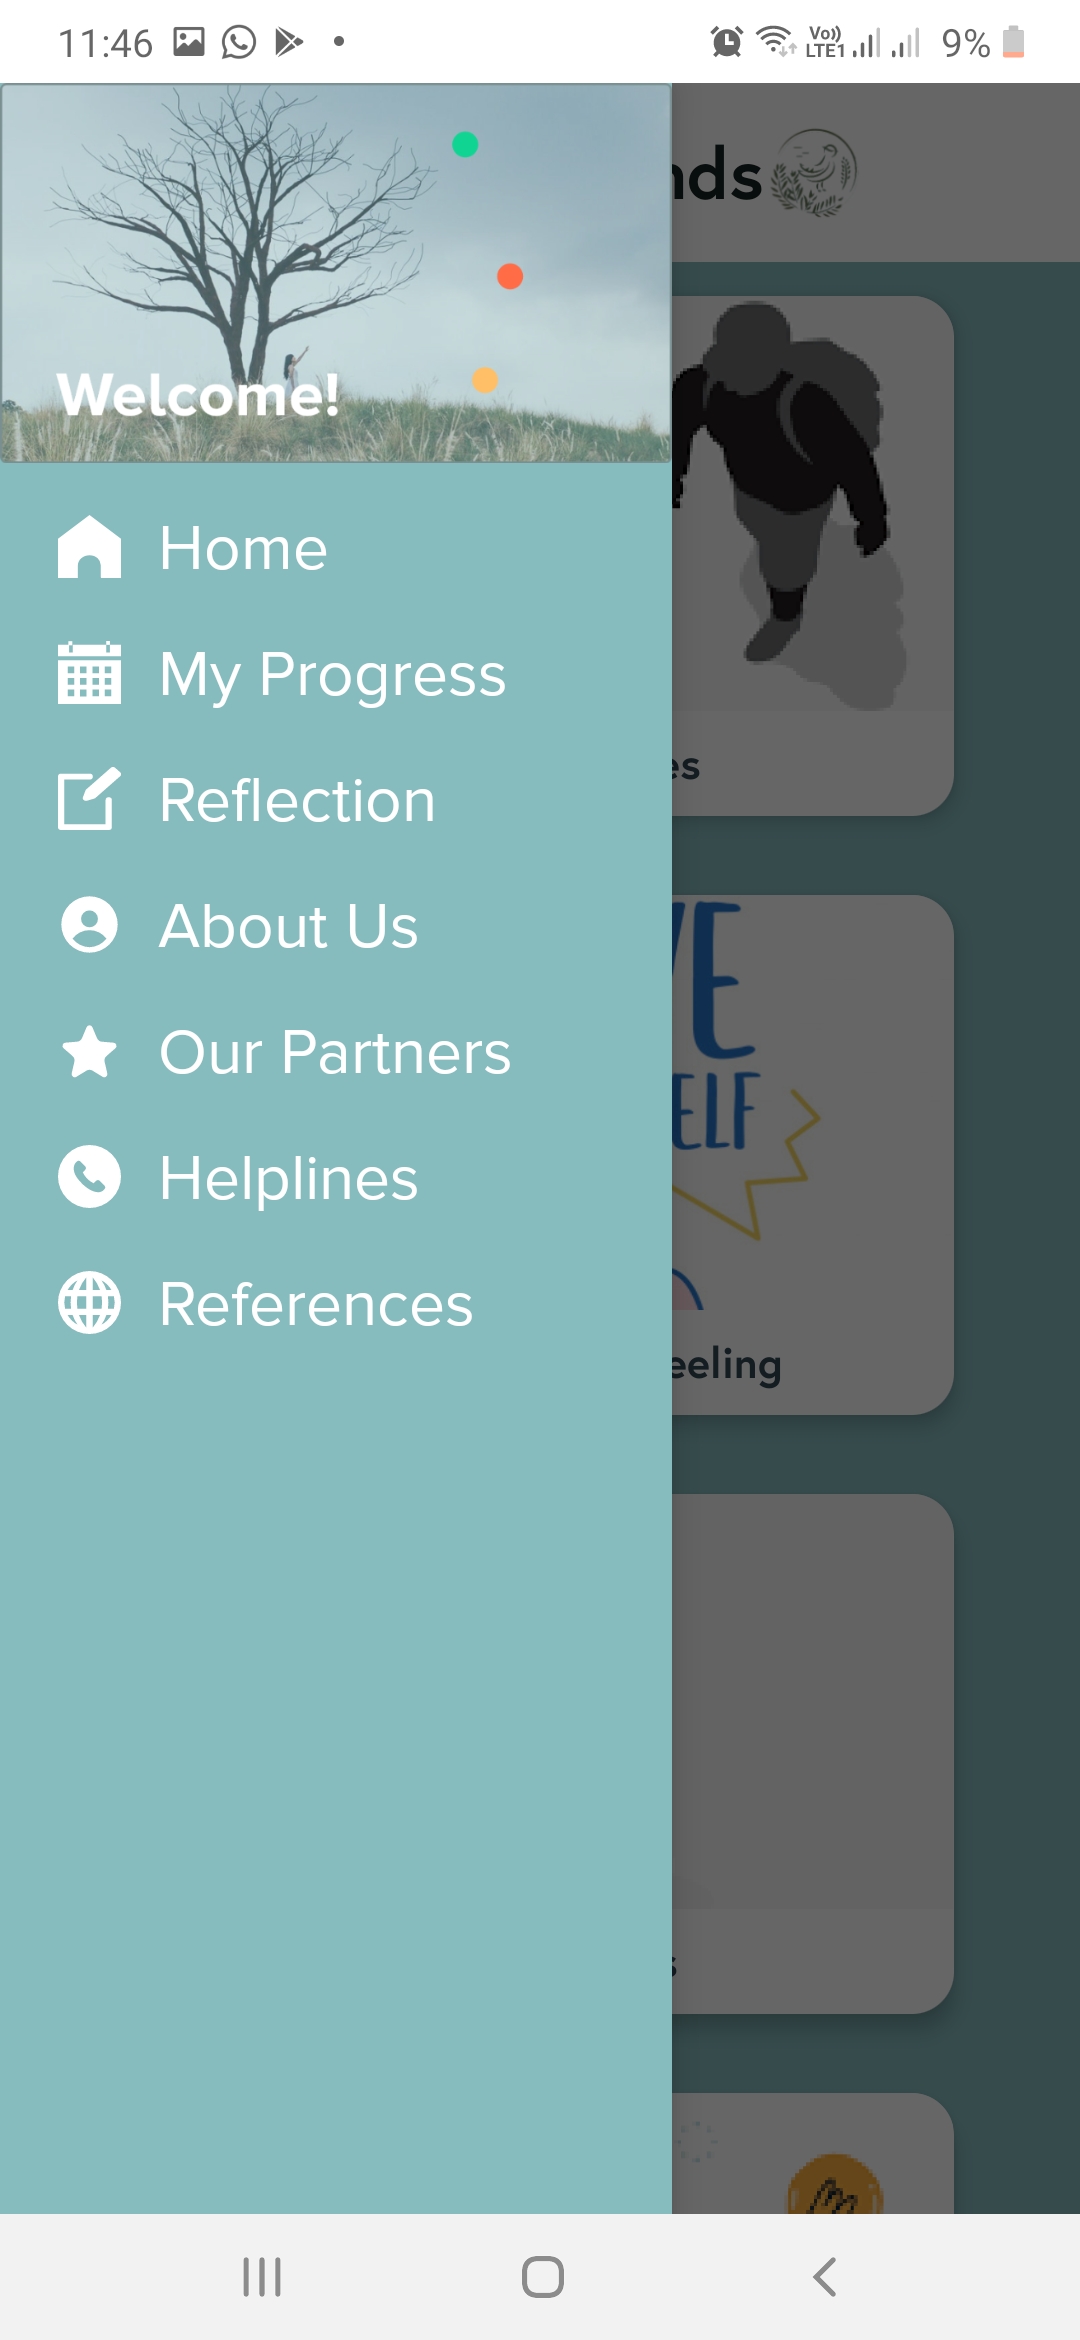 11:46
Vo))
LTE1
9%
nds
Welcome!
Home
My Progress
Reflection
About Us
Our Partners
Helplines
References
es
VE
ELF
eeling
s